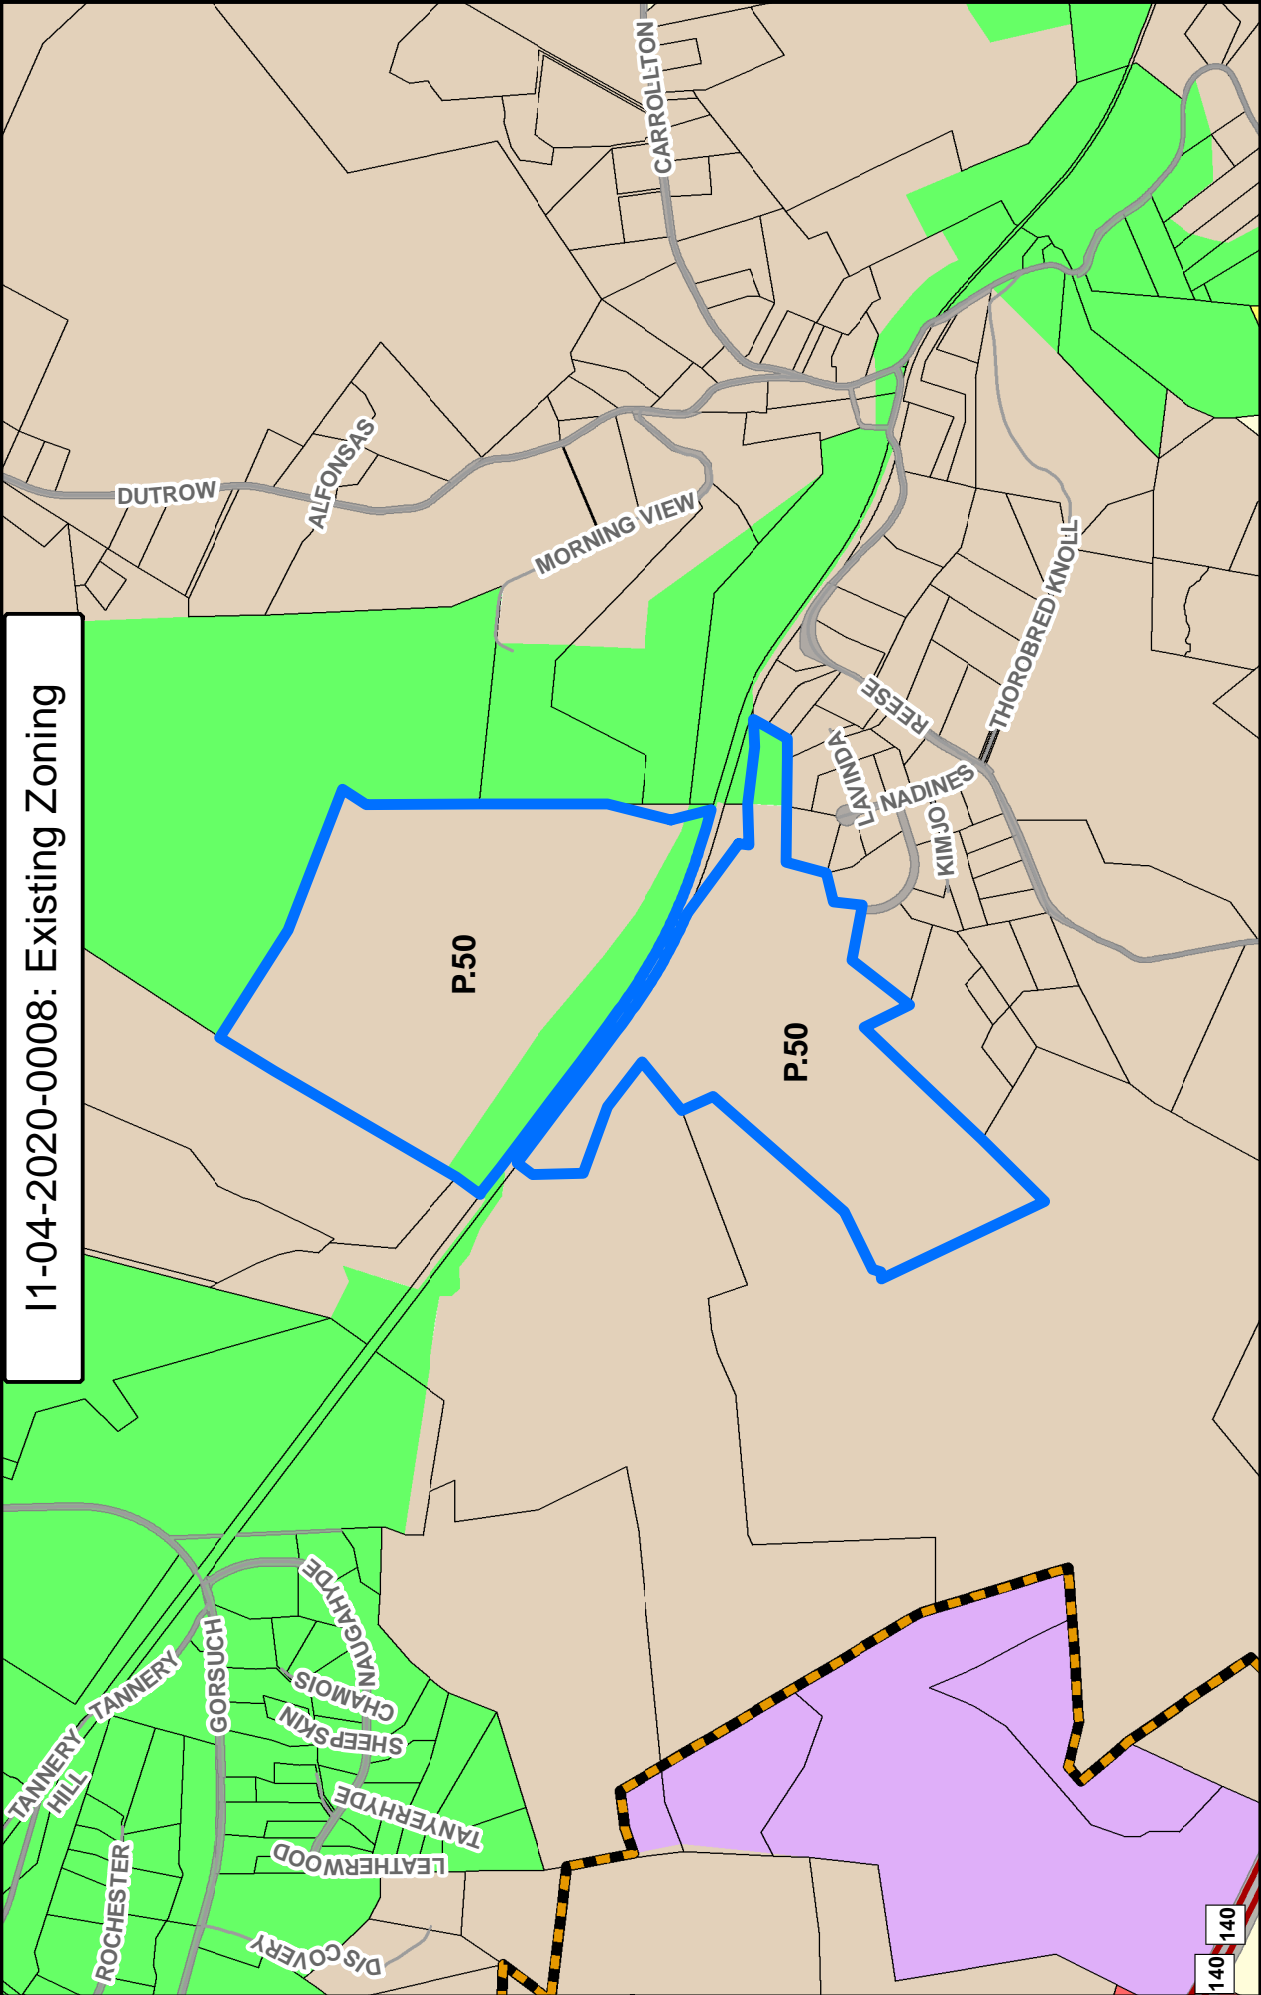 I1-04-2020-0008: Existing Zoning
CARROLLTON
DUTROW
ALFONSAS
MORNING VIEW
THOROBRED KNOLL
REESE
LAVINDA
NADINES
KIMJO
P.50
P.50
NAUGAHYDE
CHAMOIS
SHEEPSKIN
TANYERHYDE
LEATHERWOOD
GORSUCH
TANNERY
TANNERY
HILL
ROCHESTER
DISCOVERY
140
140